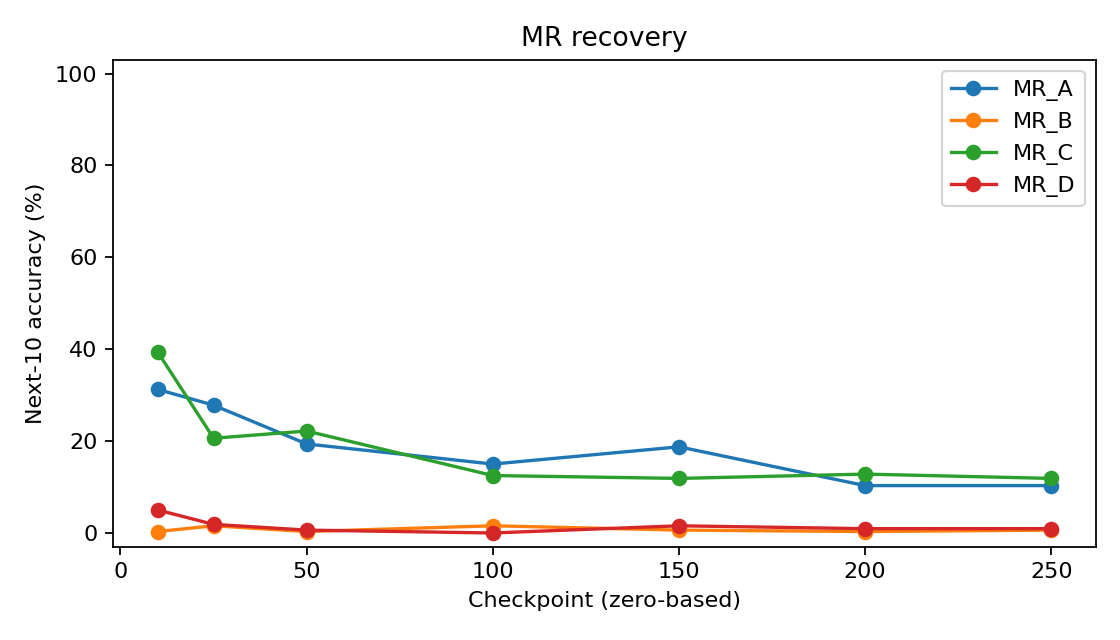 MR recovery
100
80
60
40
20
0
Next-10 accuracy (%)
MR_A
MR_B
MR_C
MR_D
0 50 100 150 200 250
Checkpoint (zero-based)